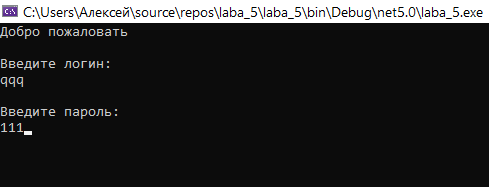 C:\Users\Алексей\source\repos\laba_5\laba_5\bin\Debug\net5.0\laba_5.exe
Добро пожаловать
Введите логин:
qqq
Введите пароль:
111